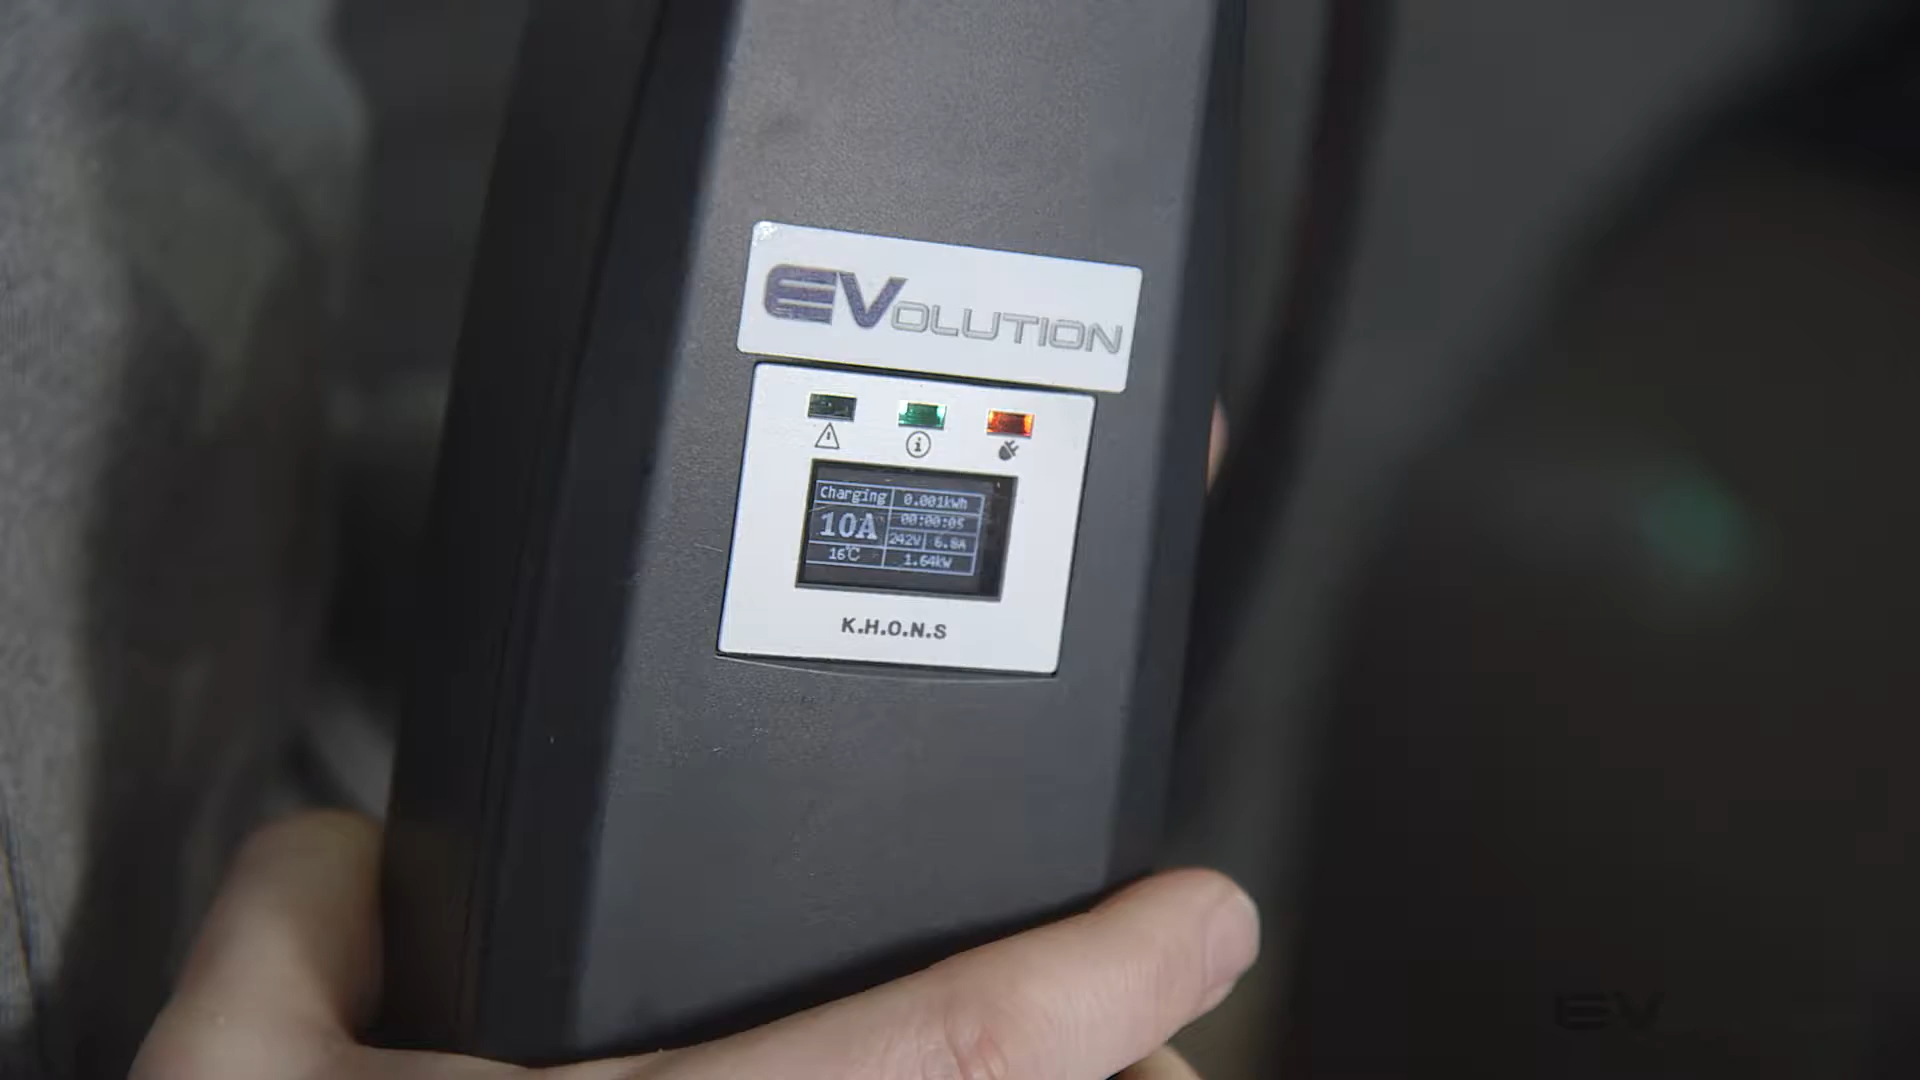 EVOLUTION
Charging 0.001kWh
10A 00:00:05
242V 6.8A
16℃ 1.64kW
K.H.O.N.S
EV